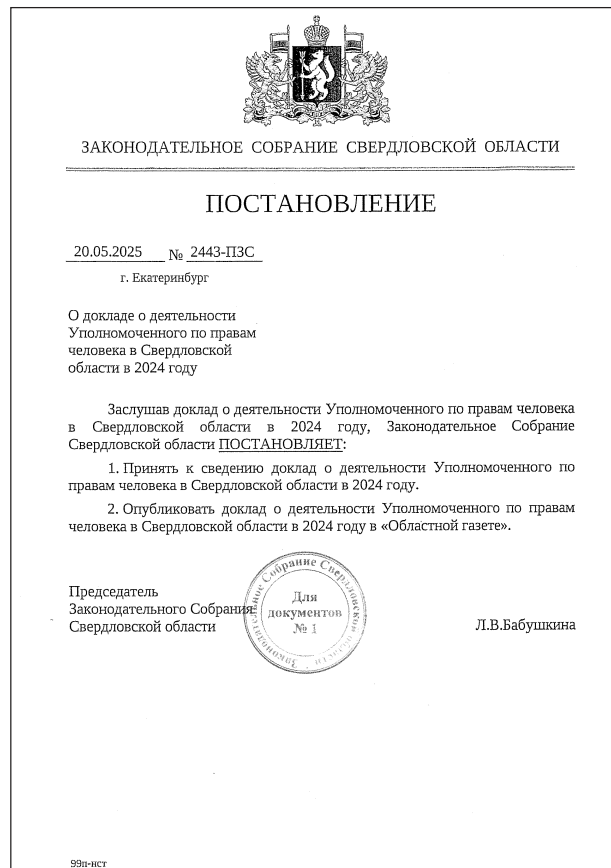 ЗАКОНОДАТЕЛЬНОЕ СОБРАНИЕ СВЕРДЛОВСКОЙ ОБЛАСТИ
ПОСТАНОВЛЕНИЕ
20.05.2025 № 2443-ПЗС
г. Екатеринбург
О докладе о деятельности
Уполномоченного по правам
человека в Свердловской
области в 2024 году
Заслушав доклад о деятельности Уполномоченного по правам человека
в Свердловской области в 2024 году, Законодательное Собрание
Свердловской области ПОСТАНОВЛЯЕТ:
1. Принять к сведению доклад о деятельности Уполномоченного по
правам человека в Свердловской области в 2024 году.
2. Опубликовать доклад о деятельности Уполномоченного по правам
человека в Свердловской области в 2024 году в «Областной газете».
Председатель
Законодательного Собрания
Свердловской области
Л.В.Бабушкина
Законодательное Собрание Свердловской области
Для
документов
№ 1
99п-нст